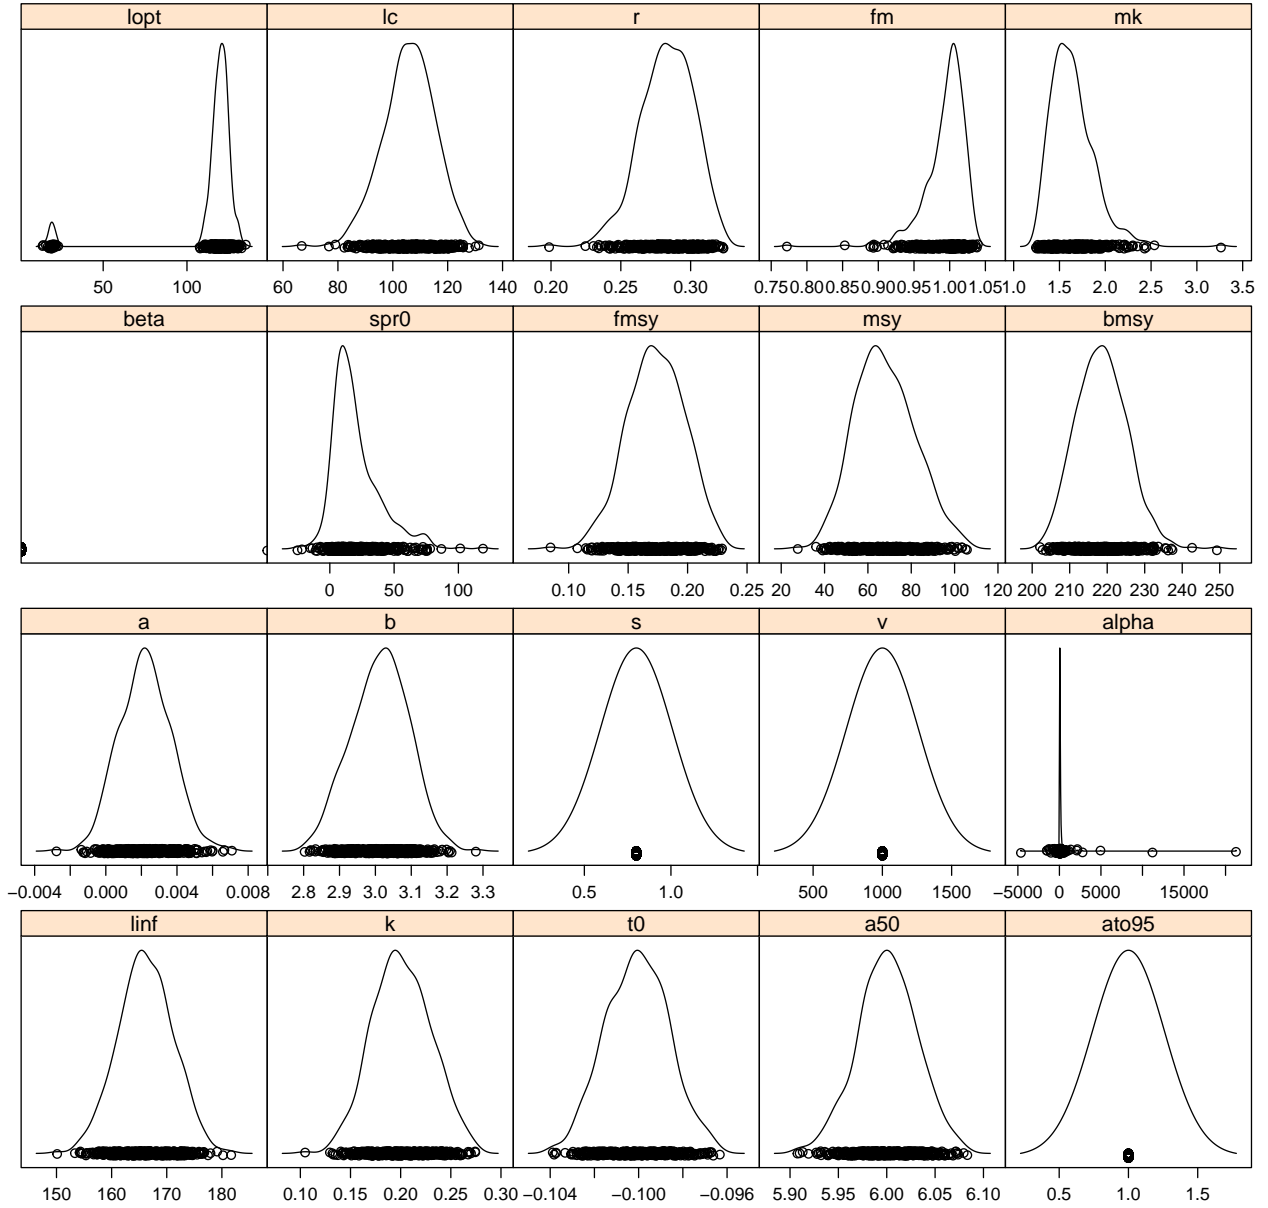 lopt lc r fm mk
50 100 60 80 100 120 140 0.20 0.25 0.30 0.75 0.80 0.85 0.90 0.95 1.00 1.05 1.0 1.5 2.0 2.5 3.0 3.5
beta spr0 fmsy msy bmsy
0 50 100 0.10 0.15 0.20 0.25 20 40 60 80 100 120 200 210 220 230 240 250
a b s v alpha
−0.004 0.000 0.004 0.008 2.8 2.9 3.0 3.1 3.2 3.3 0.5 1.0 500 1000 1500 −5000 0 5000 15000
linf k t0 a50 ato95
150 160 170 180 0.10 0.15 0.20 0.25 0.30 −0.104 −0.100 −0.096 5.90 5.95 6.00 6.05 6.10 0.5 1.0 1.5